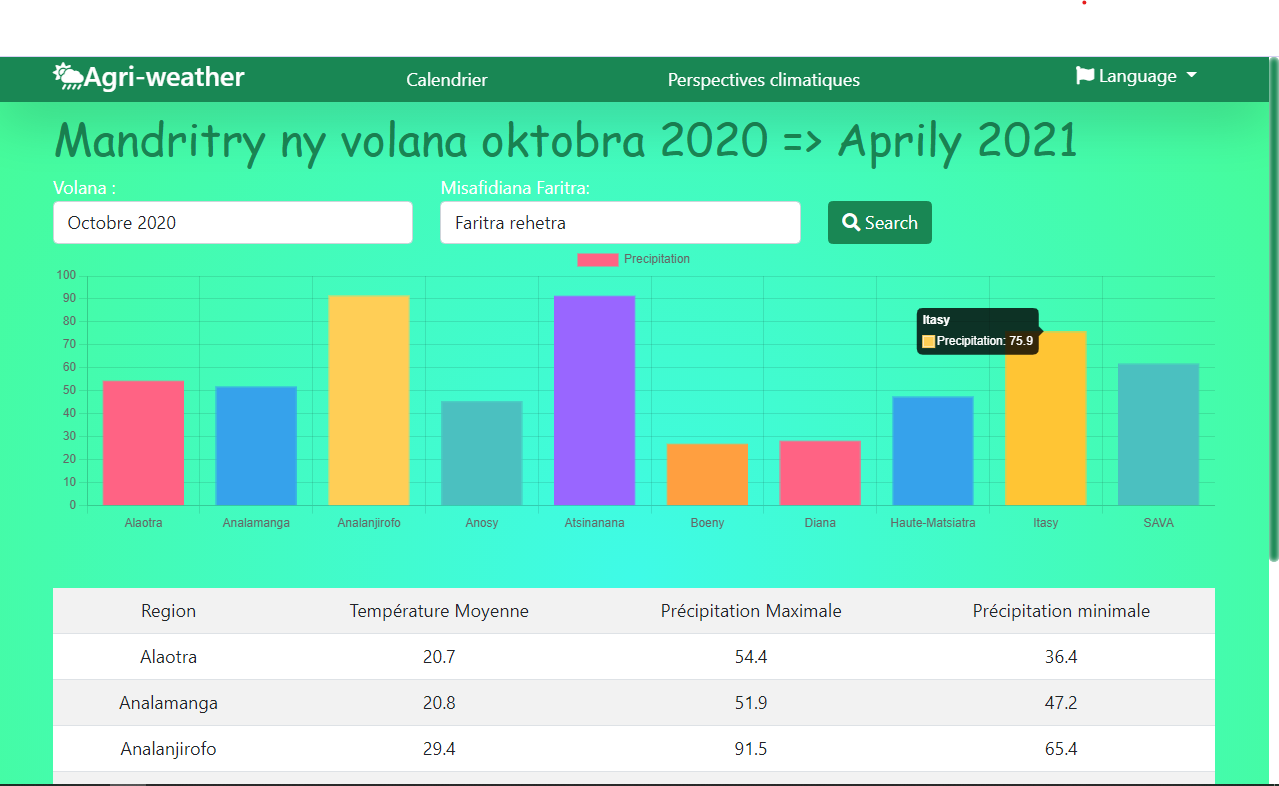 Agri-weather Calendrier Perspectives climatiques Language
Mandritry ny volana oktobra 2020 => Aprily 2021
Volana : Misafidiana Faritra:
Octobre 2020 Faritra rehetra Search
Precipitation
100
90
80
70
60
50
40
30
20
10
0
Itasy
Precipitation: 75.9
Alaotra Analamanga Analanjirofo Anosy Atsinanana Boeny Diana Haute-Matsiatra Itasy SAVA
Region Température Moyenne Précipitation Maximale Précipitation minimale
Alaotra 20.7 54.4 36.4
Analamanga 20.8 51.9 47.2
Analanjirofo 29.4 91.5 65.4